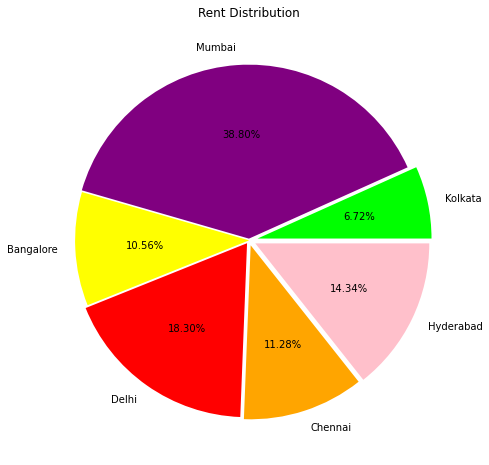 Rent Distribution
Mumbai
38.80%
Kolkata
6.72%
Bangalore
10.56%
14.34%
Hyderabad
18.30%
11.28%
Delhi
Chennai